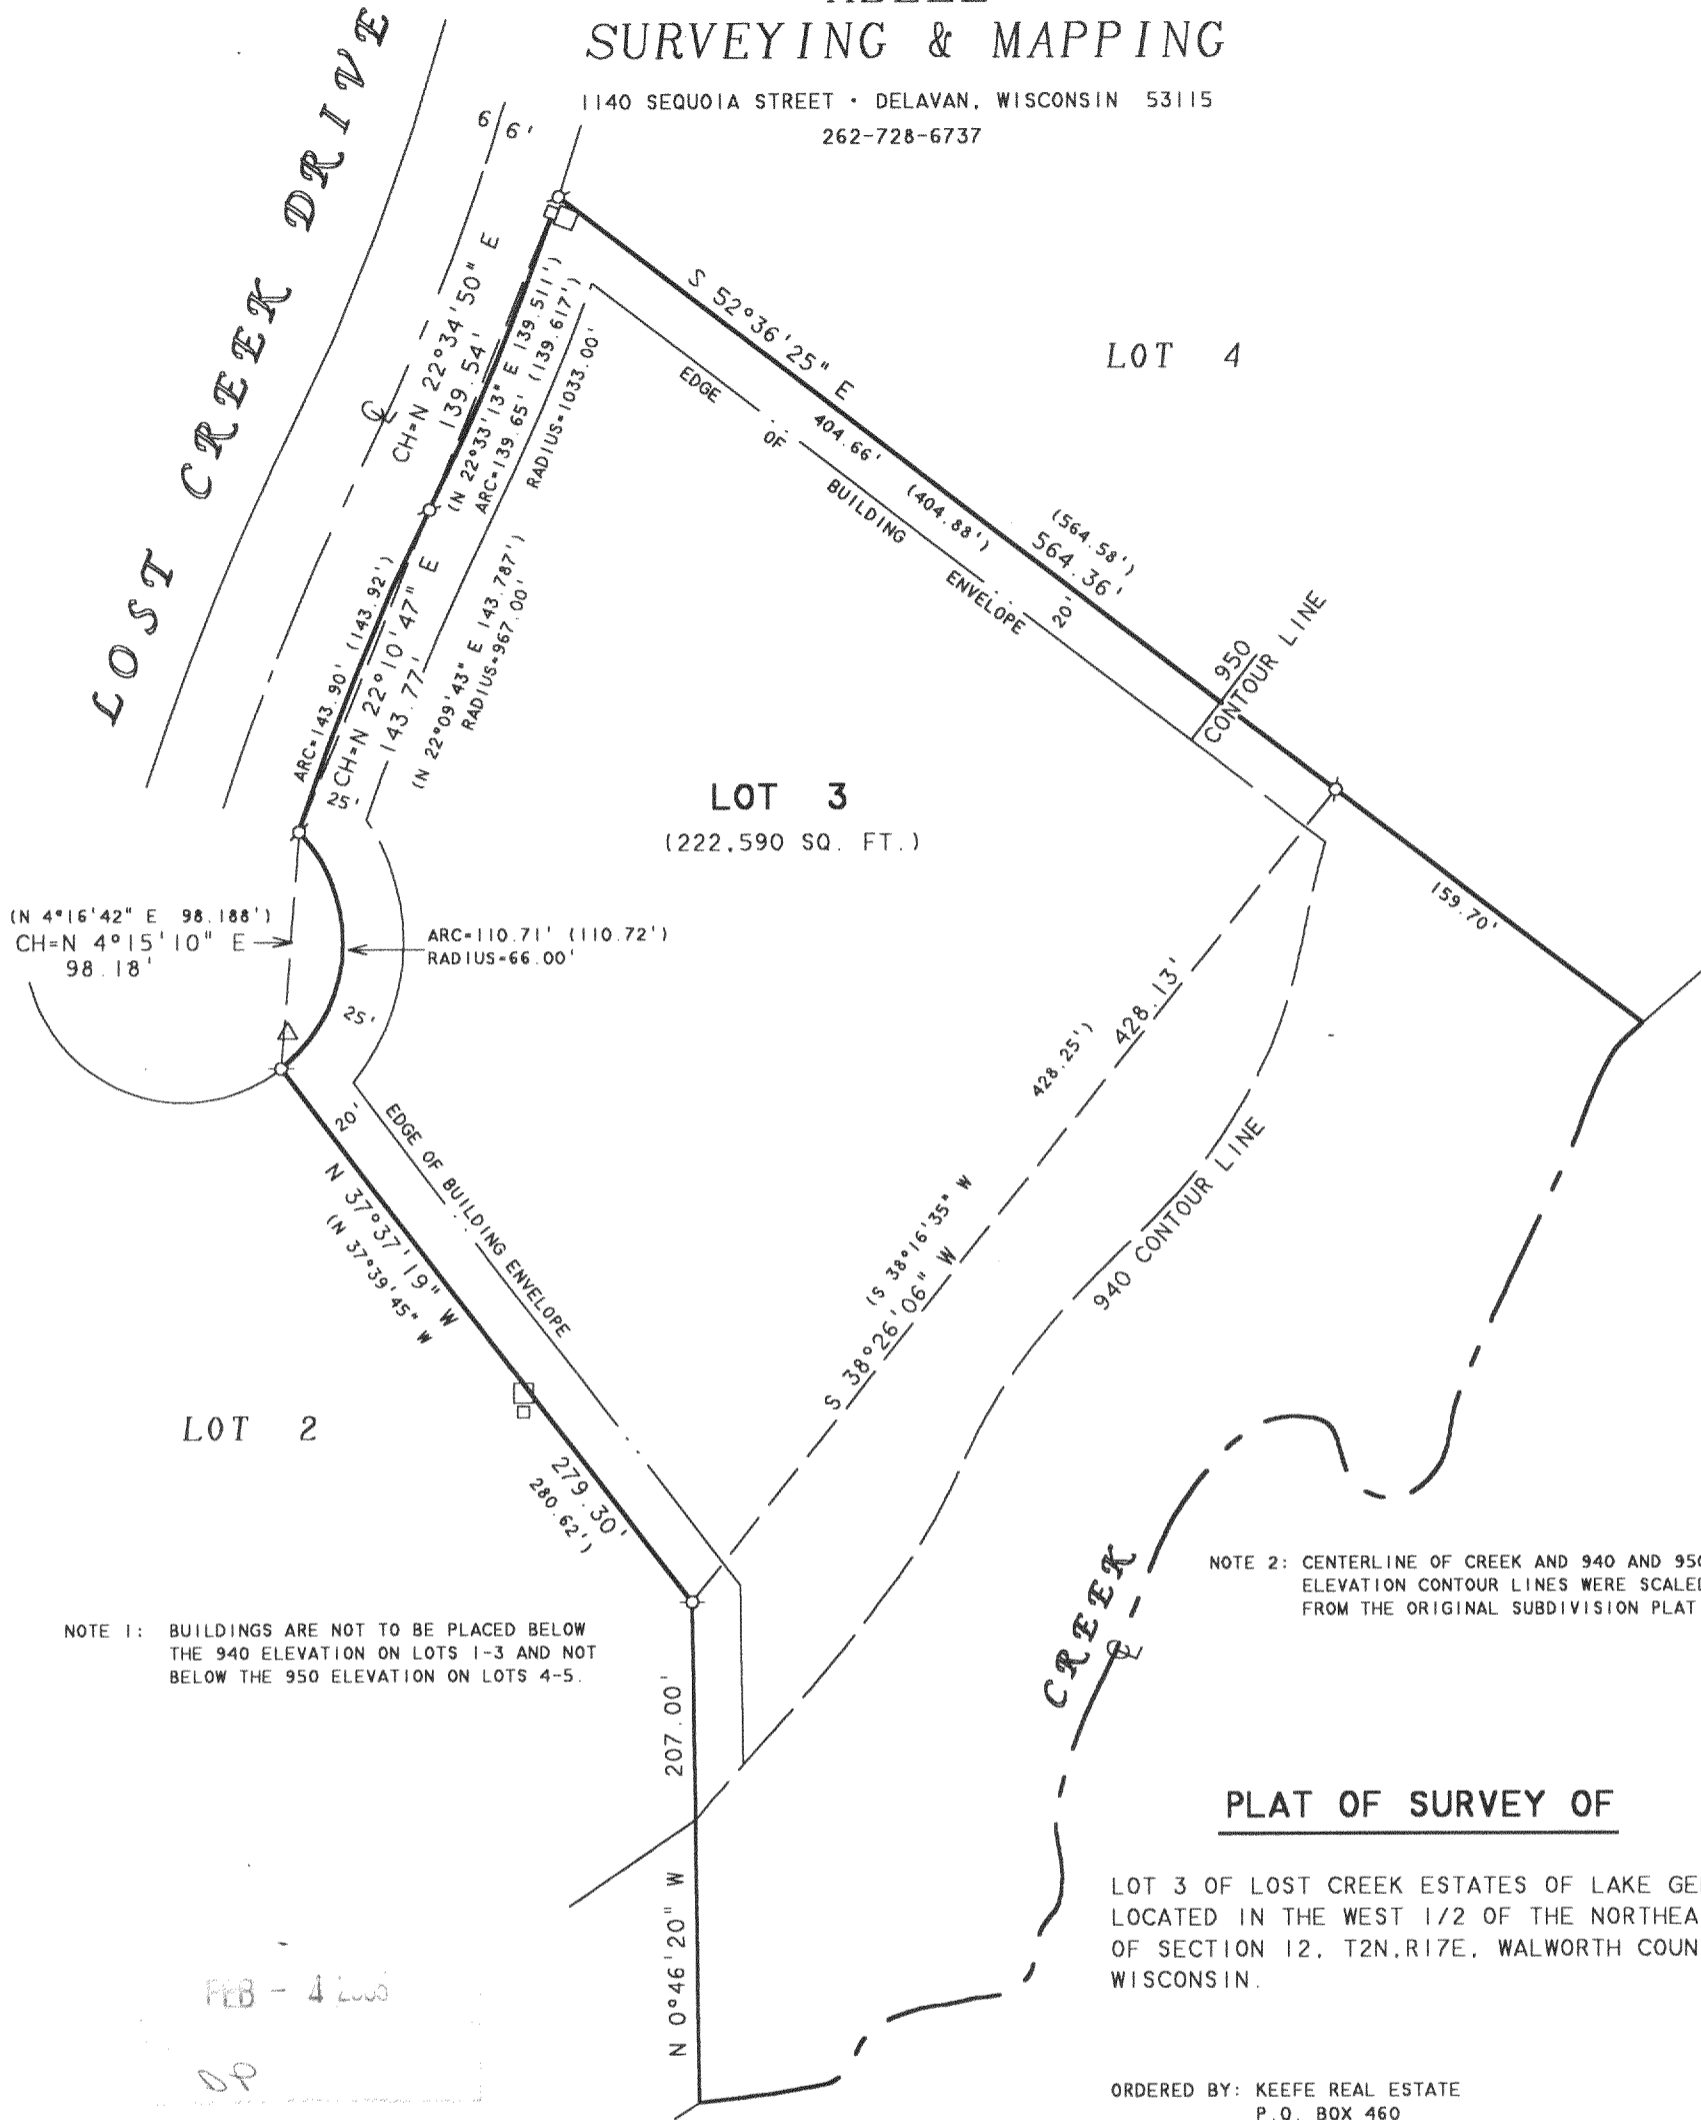 SURVEYING & MAPPING
1140 SEQUOIA STREET • DELAVAN, WISCONSIN 53115
262-728-6737
LOST CREEK DRIVE
66'
CH=N 22°34'50" E
139.54'
(N 22°33'13" E 139.511')
ARC=139.65' (139.617')
RADIUS=1033.00'
S 52°36'25" E
404.66'
(404.88')
(564.58')
564.36'
LOT 4
EDGE
OF
BUILDING
ENVELOPE
20'
950
CONTOUR LINE
ARC=143.90' (143.92')
CH=N 22°10'47" E
143.77'
(N 22°09'43" E 143.787')
RADIUS=967.00'
25'
LOT 3
(222,590 SQ. FT.)
159.70'
(N 4°16'42" E 98.188')
CH=N 4°15'10" E
98.18'
ARC=110.71' (110.72')
RADIUS=66.00'
25'
20'
EDGE OF BUILDING ENVELOPE
N 37°37'19" W
(N 37°39'45" W
279.30'
280.62')
428.13'
428.25')
(S 38°16'35" W
S 38°26'06" W
940 CONTOUR LINE
LOT 2
NOTE 1: BUILDINGS ARE NOT TO BE PLACED BELOW
THE 940 ELEVATION ON LOTS 1-3 AND NOT
BELOW THE 950 ELEVATION ON LOTS 4-5.
NOTE 2: CENTERLINE OF CREEK AND 940 AND 950
ELEVATION CONTOUR LINES WERE SCALED
FROM THE ORIGINAL SUBDIVISION PLAT
CREEK
207.00'
N 0°46'20" W
PLAT OF SURVEY OF
LOT 3 OF LOST CREEK ESTATES OF LAKE GE
LOCATED IN THE WEST 1/2 OF THE NORTHEA
OF SECTION 12, T2N,R17E, WALWORTH COUN
WISCONSIN.
FEB - 4
DP
ORDERED BY: KEEFE REAL ESTATE
P.O. BOX 460